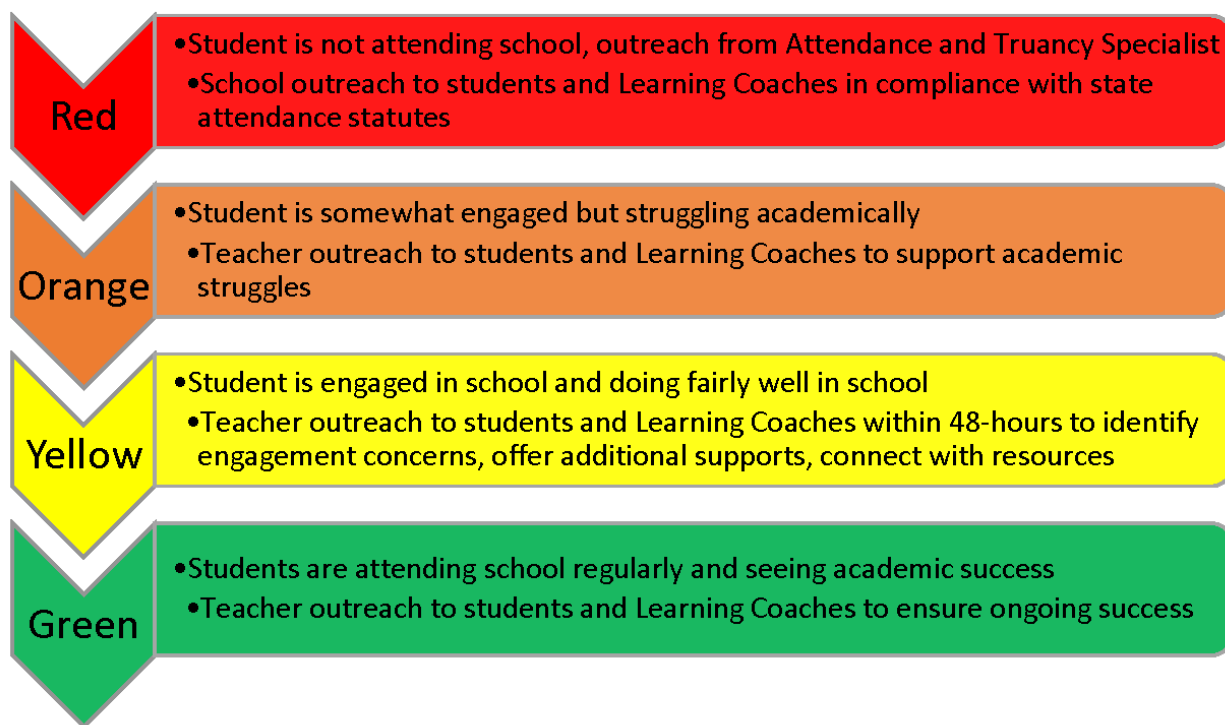 Red
•Student is not attending school, outreach from Attendance and Truancy Specialist
•School outreach to students and Learning Coaches in compliance with state
attendance statutes
Orange
•Student is somewhat engaged but struggling academically
•Teacher outreach to students and Learning Coaches to support academic
struggles
Yellow
•Student is engaged in school and doing fairly well in school
•Teacher outreach to students and Learning Coaches within 48-hours to identify
engagement concerns, offer additional supports, connect with resources
Green
•Students are attending school regularly and seeing academic success
•Teacher outreach to students and Learning Coaches to ensure ongoing success